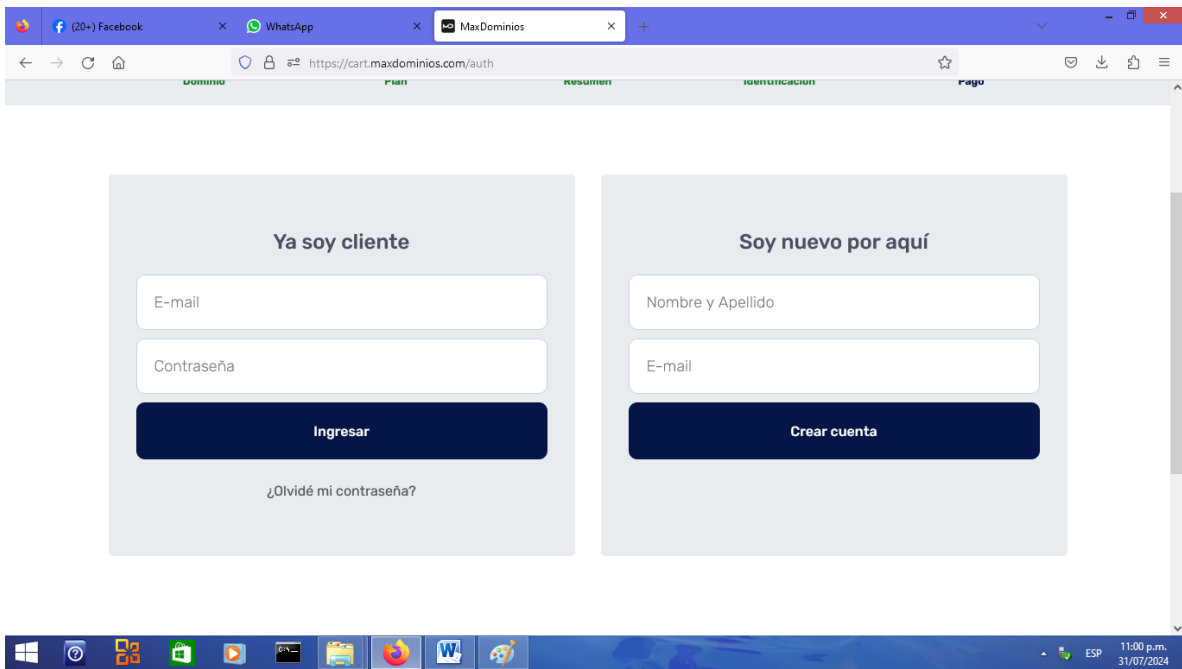 (20+) Facebook
WhatsApp
MaxDominios
https://cart.maxdominios.com/auth
Dominio
Plan
Resumen
Identificación
Pago
Ya soy cliente
E-mail
Contraseña
Ingresar
¿Olvidé mi contraseña?
Soy nuevo por aquí
Nombre y Apellido
E-mail
Crear cuenta
ESP
11:00 p.m.
31/07/2024